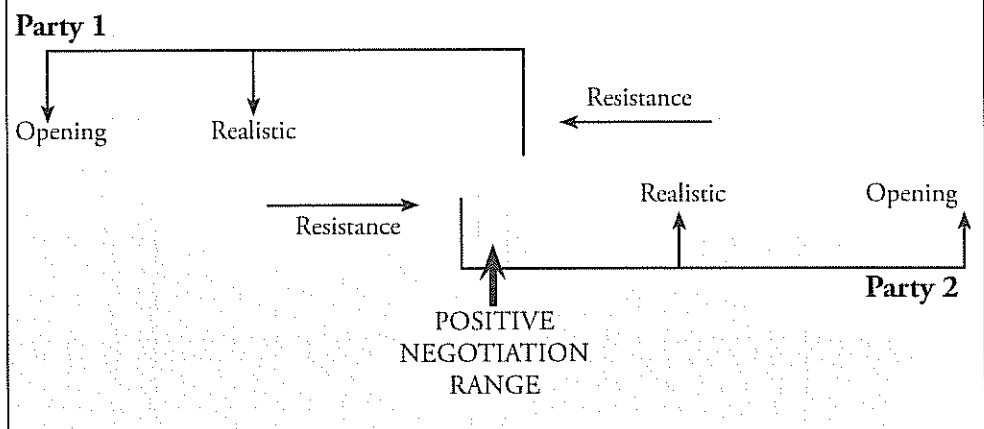 Party 1
Resistance
Opening
Realistic
Realistic
Opening
Resistance
Party 2
POSITIVE
NEGOTIATION
RANGE